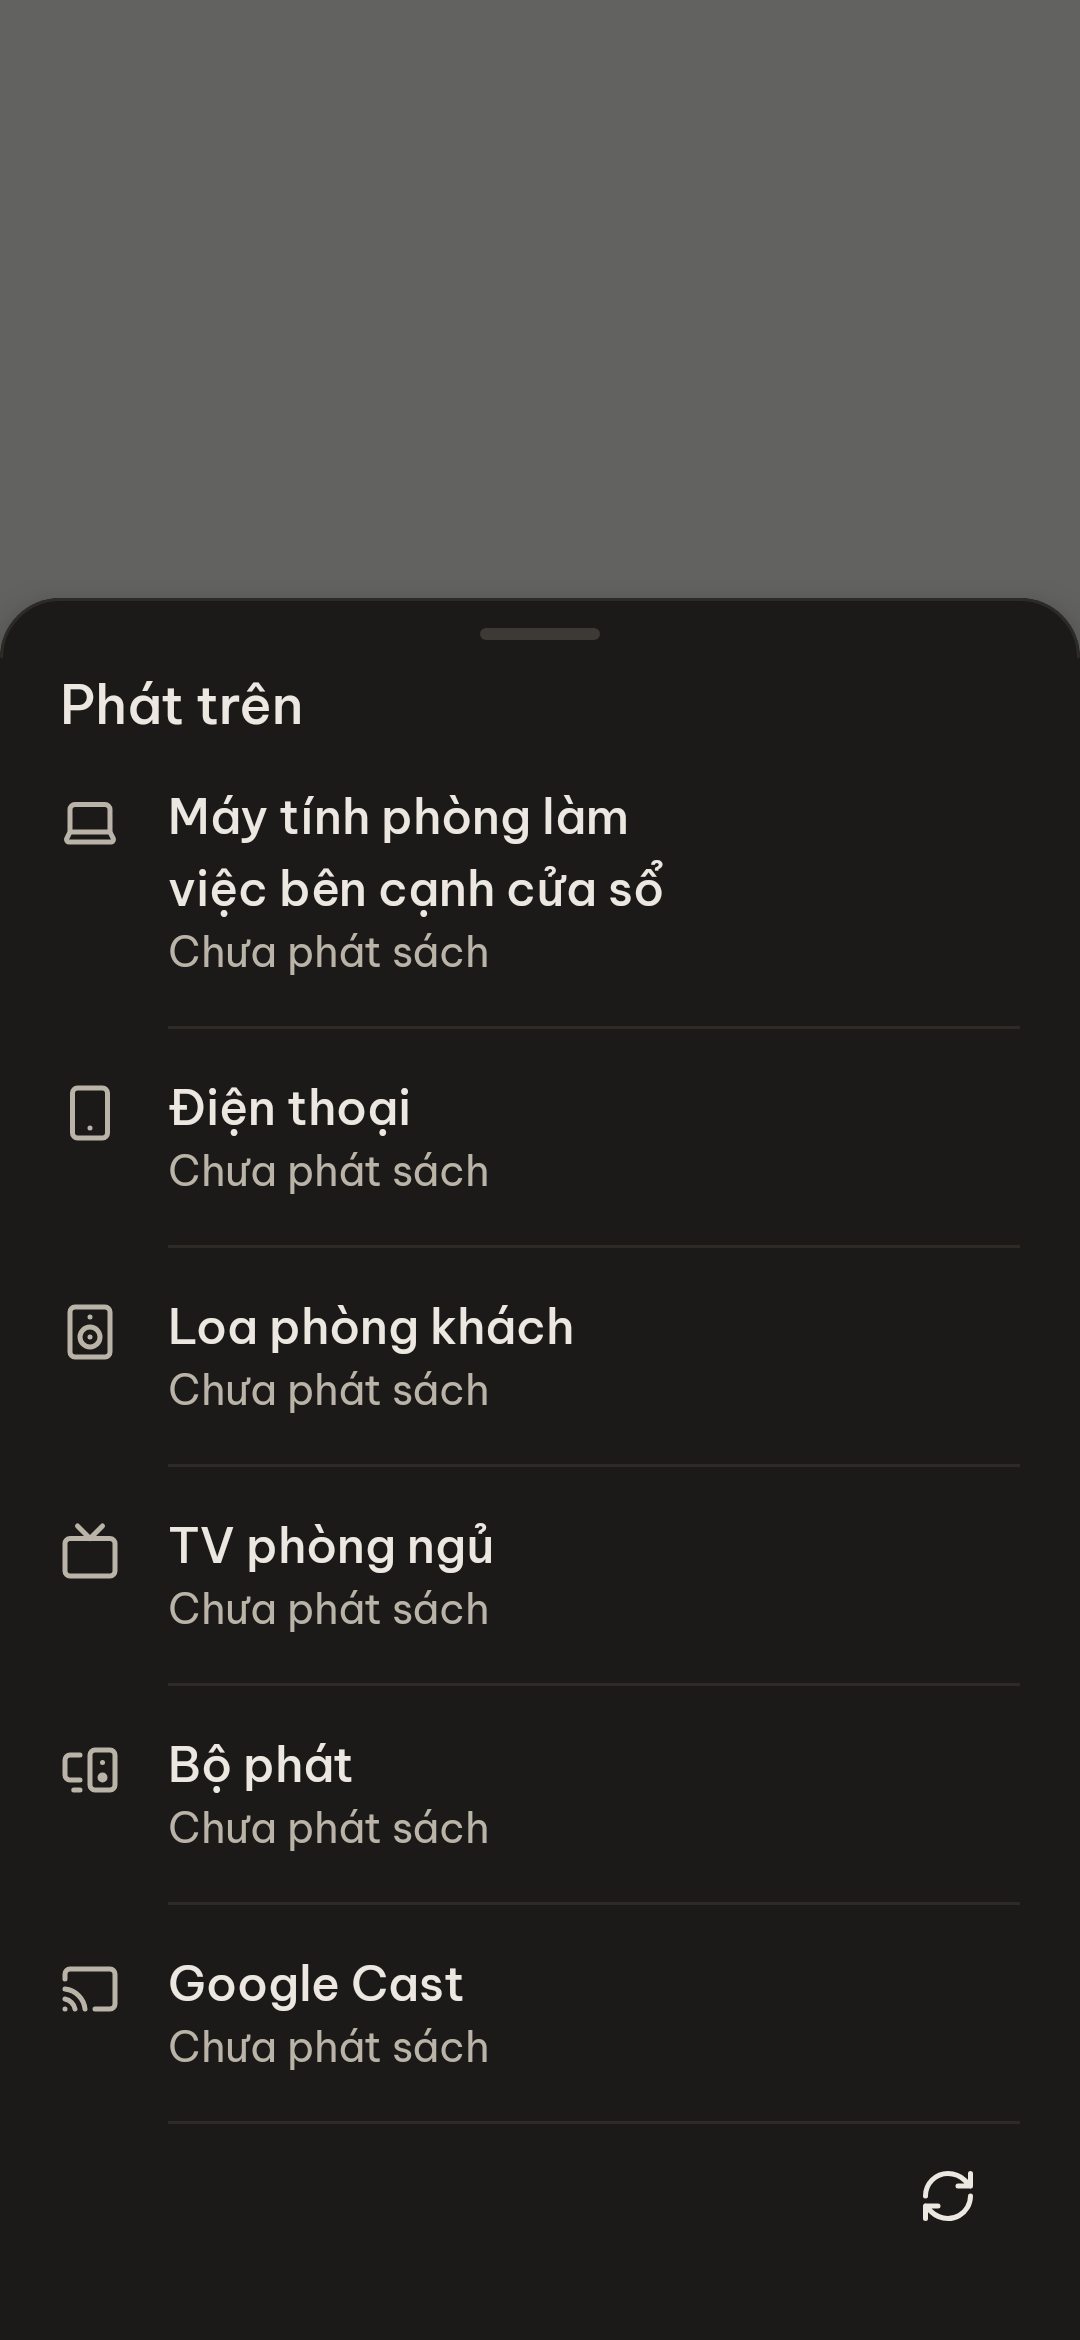 Phát trên
Máy tính phòng làm
việc bên cạnh cửa sổ
Chưa phát sách
Điện thoại
Chưa phát sách
Loa phòng khách
Chưa phát sách
TV phòng ngủ
Chưa phát sách
Bộ phát
Chưa phát sách
Google Cast
Chưa phát sách